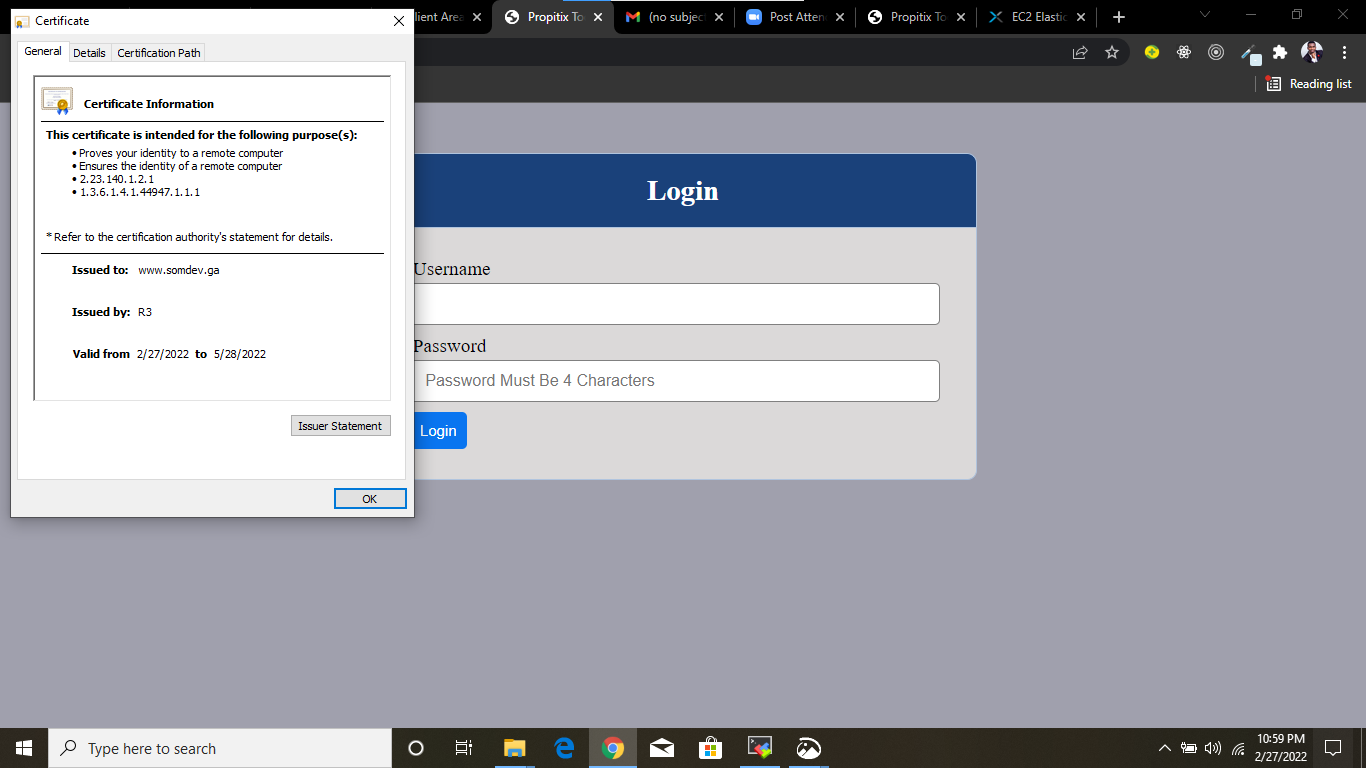 Certificate
General
Details
Certification Path
Certificate Information
This certificate is intended for the following purpose(s):
• Proves your identity to a remote computer
• Ensures the identity of a remote computer
• 2.23.140.1.2.1
• 1.3.6.1.4.1.44947.1.1.1
* Refer to the certification authority's statement for details.
Issued to: www.somdev.ga
Issued by: R3
Valid from 2/27/2022 to 5/28/2022
Issuer Statement
OK
lient Area
Propitix To
(no subjec
Post Atten
Propitix To
EC2 Elasti
Reading list
Login
Username
Password
Password Must Be 4 Characters
Login
Type here to search
10:59 PM
2/27/2022